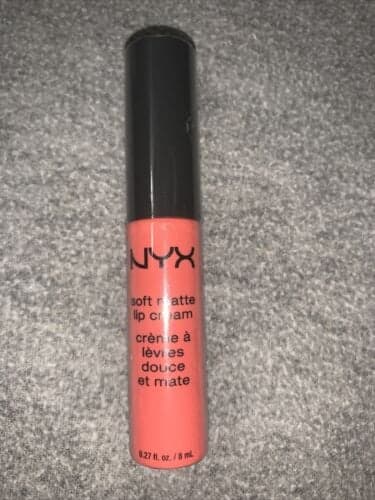 NYX
soft matte
lip cream
crème à
lèvres
douce
et mate
0.27 fl. oz. / 8 mL